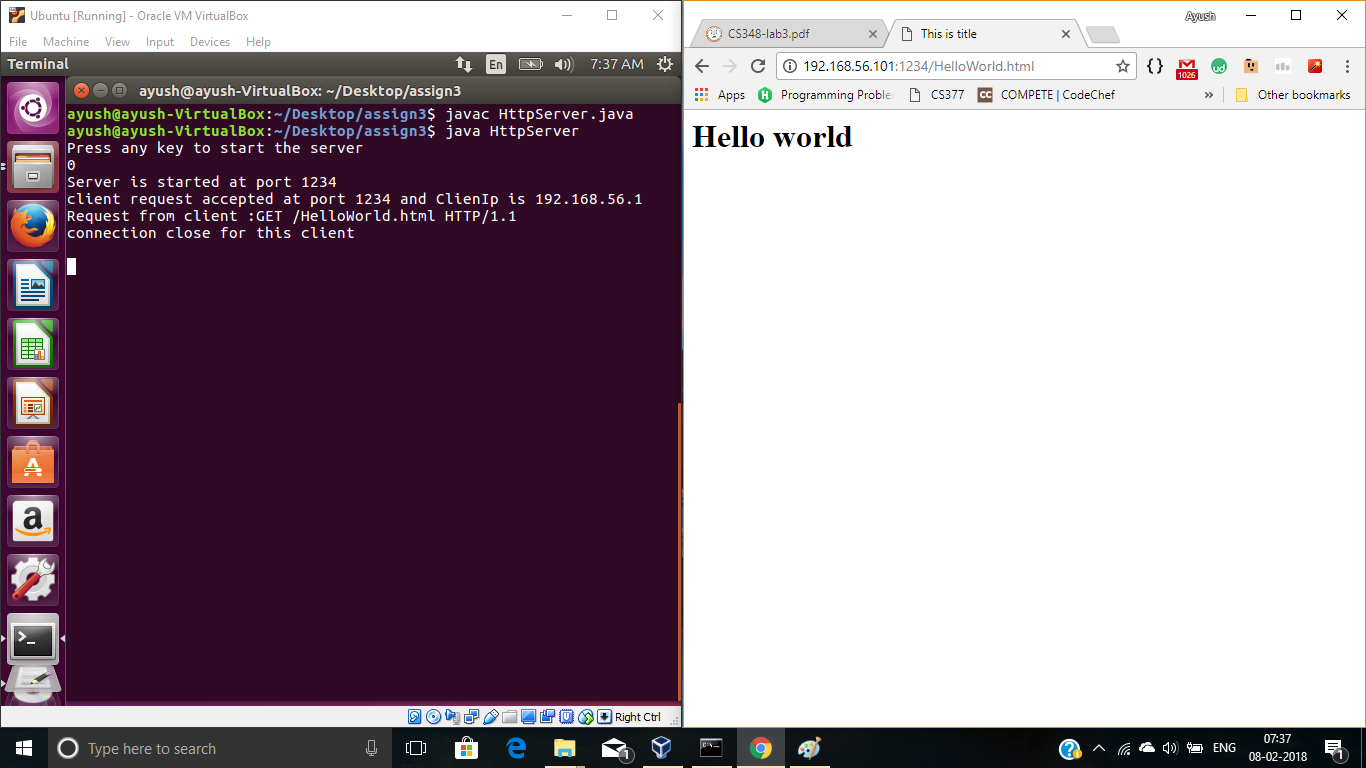 Ubuntu [Running] - Oracle VM VirtualBox
File Machine View Input Devices Help
Terminal En 7:37 AM
ayush@ayush-VirtualBox: ~/Desktop/assign3
ayush@ayush-VirtualBox:~/Desktop/assign3$ javac HttpServer.java
ayush@ayush-VirtualBox:~/Desktop/assign3$ java HttpServer
Press any key to start the server
0
Server is started at port 1234
client request accepted at port 1234 and ClienIp is 192.168.56.1
Request from client :GET /HelloWorld.html HTTP/1.1
connection close for this client
Right Ctrl
Ayush
CS348-lab3.pdf This is title
192.168.56.101:1234/HelloWorld.html 1026 ud
Apps Programming Proble CS377 CC COMPETE | CodeChef » Other bookmarks
Hello world
Type here to search 1 ENG 07:37
08-02-2018 1